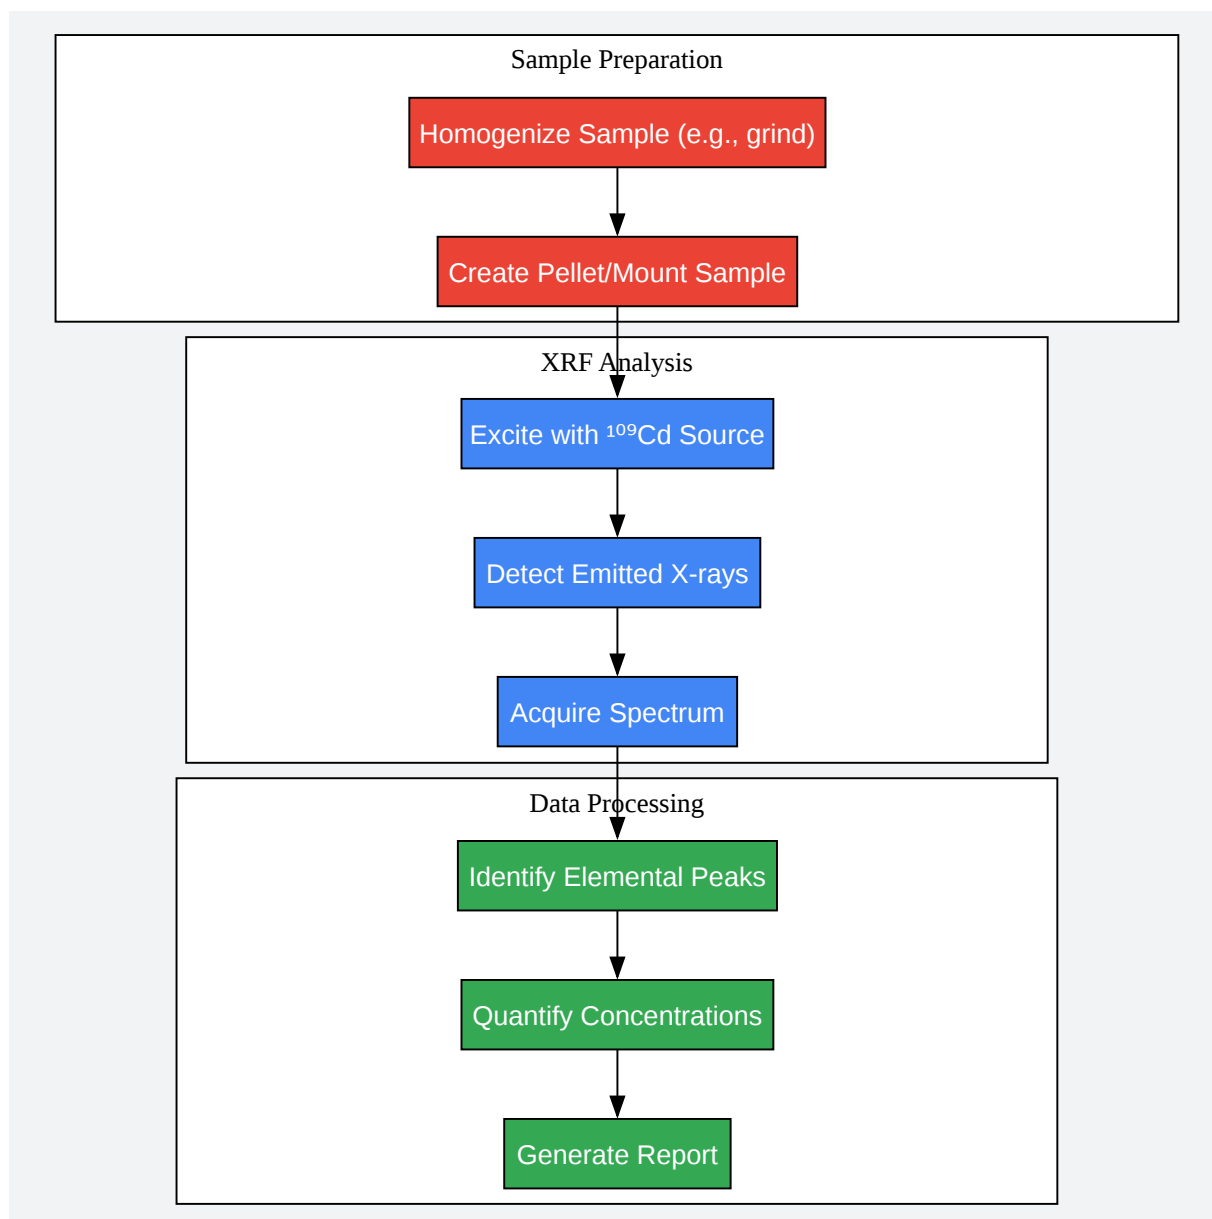 Sample Preparation
Homogenize Sample (e.g., grind)
Create Pellet/Mount Sample
XRF Analysis
Excite with ¹⁰⁹Cd Source
Detect Emitted X-rays
Acquire Spectrum
Data Processing
Identify Elemental Peaks
Quantify Concentrations
Generate Report